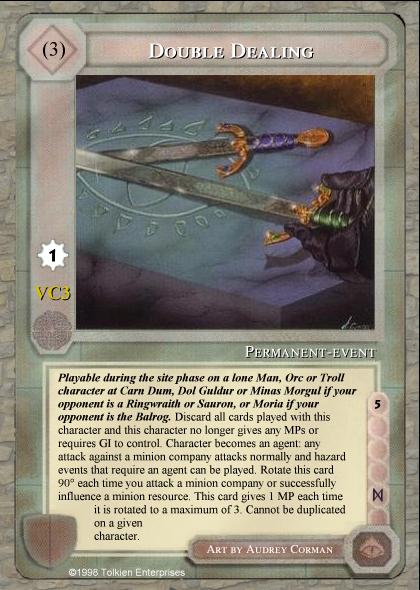 (3)
DOUBLE DEALING
1
VC3
PERMANENT-EVENT
Playable during the site phase on a lone Man, Orc or Troll
character at Carn Dum, Dol Guldur or Minas Morgul if your
opponent is a Ringwraith or Sauron, or Moria if your
opponent is the Balrog. Discard all cards played with this
character and this character no longer gives any MPs or
requires GI to control. Character becomes an agent: any
attack against a minion company attacks normally and hazard
events that require an agent can be played. Rotate this card
90° each time you attack a minion company or successfully
influence a minion resource. This card gives 1 MP each time
it is rotated to a maximum of 3. Cannot be duplicated
on a given
character.
5
ART BY AUDREY CORMAN
©1998 Tolkien Enterprises